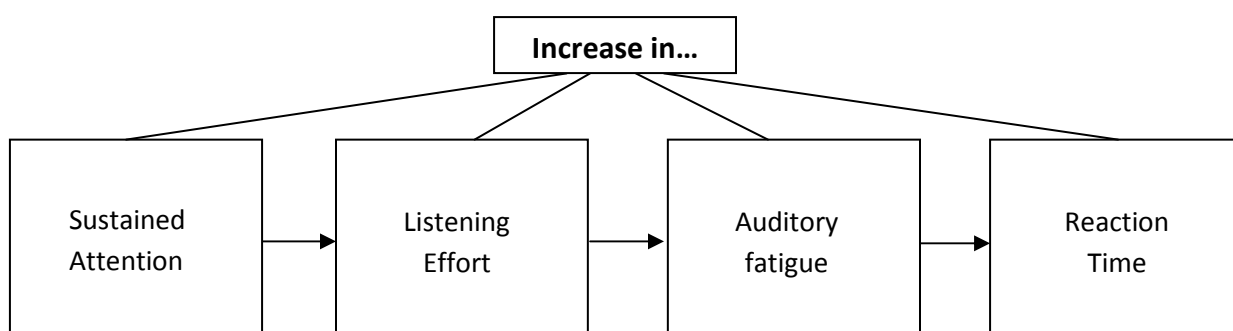 Increase in…
Sustained
Attention
Listening
Effort
Auditory
fatigue
Reaction
Time